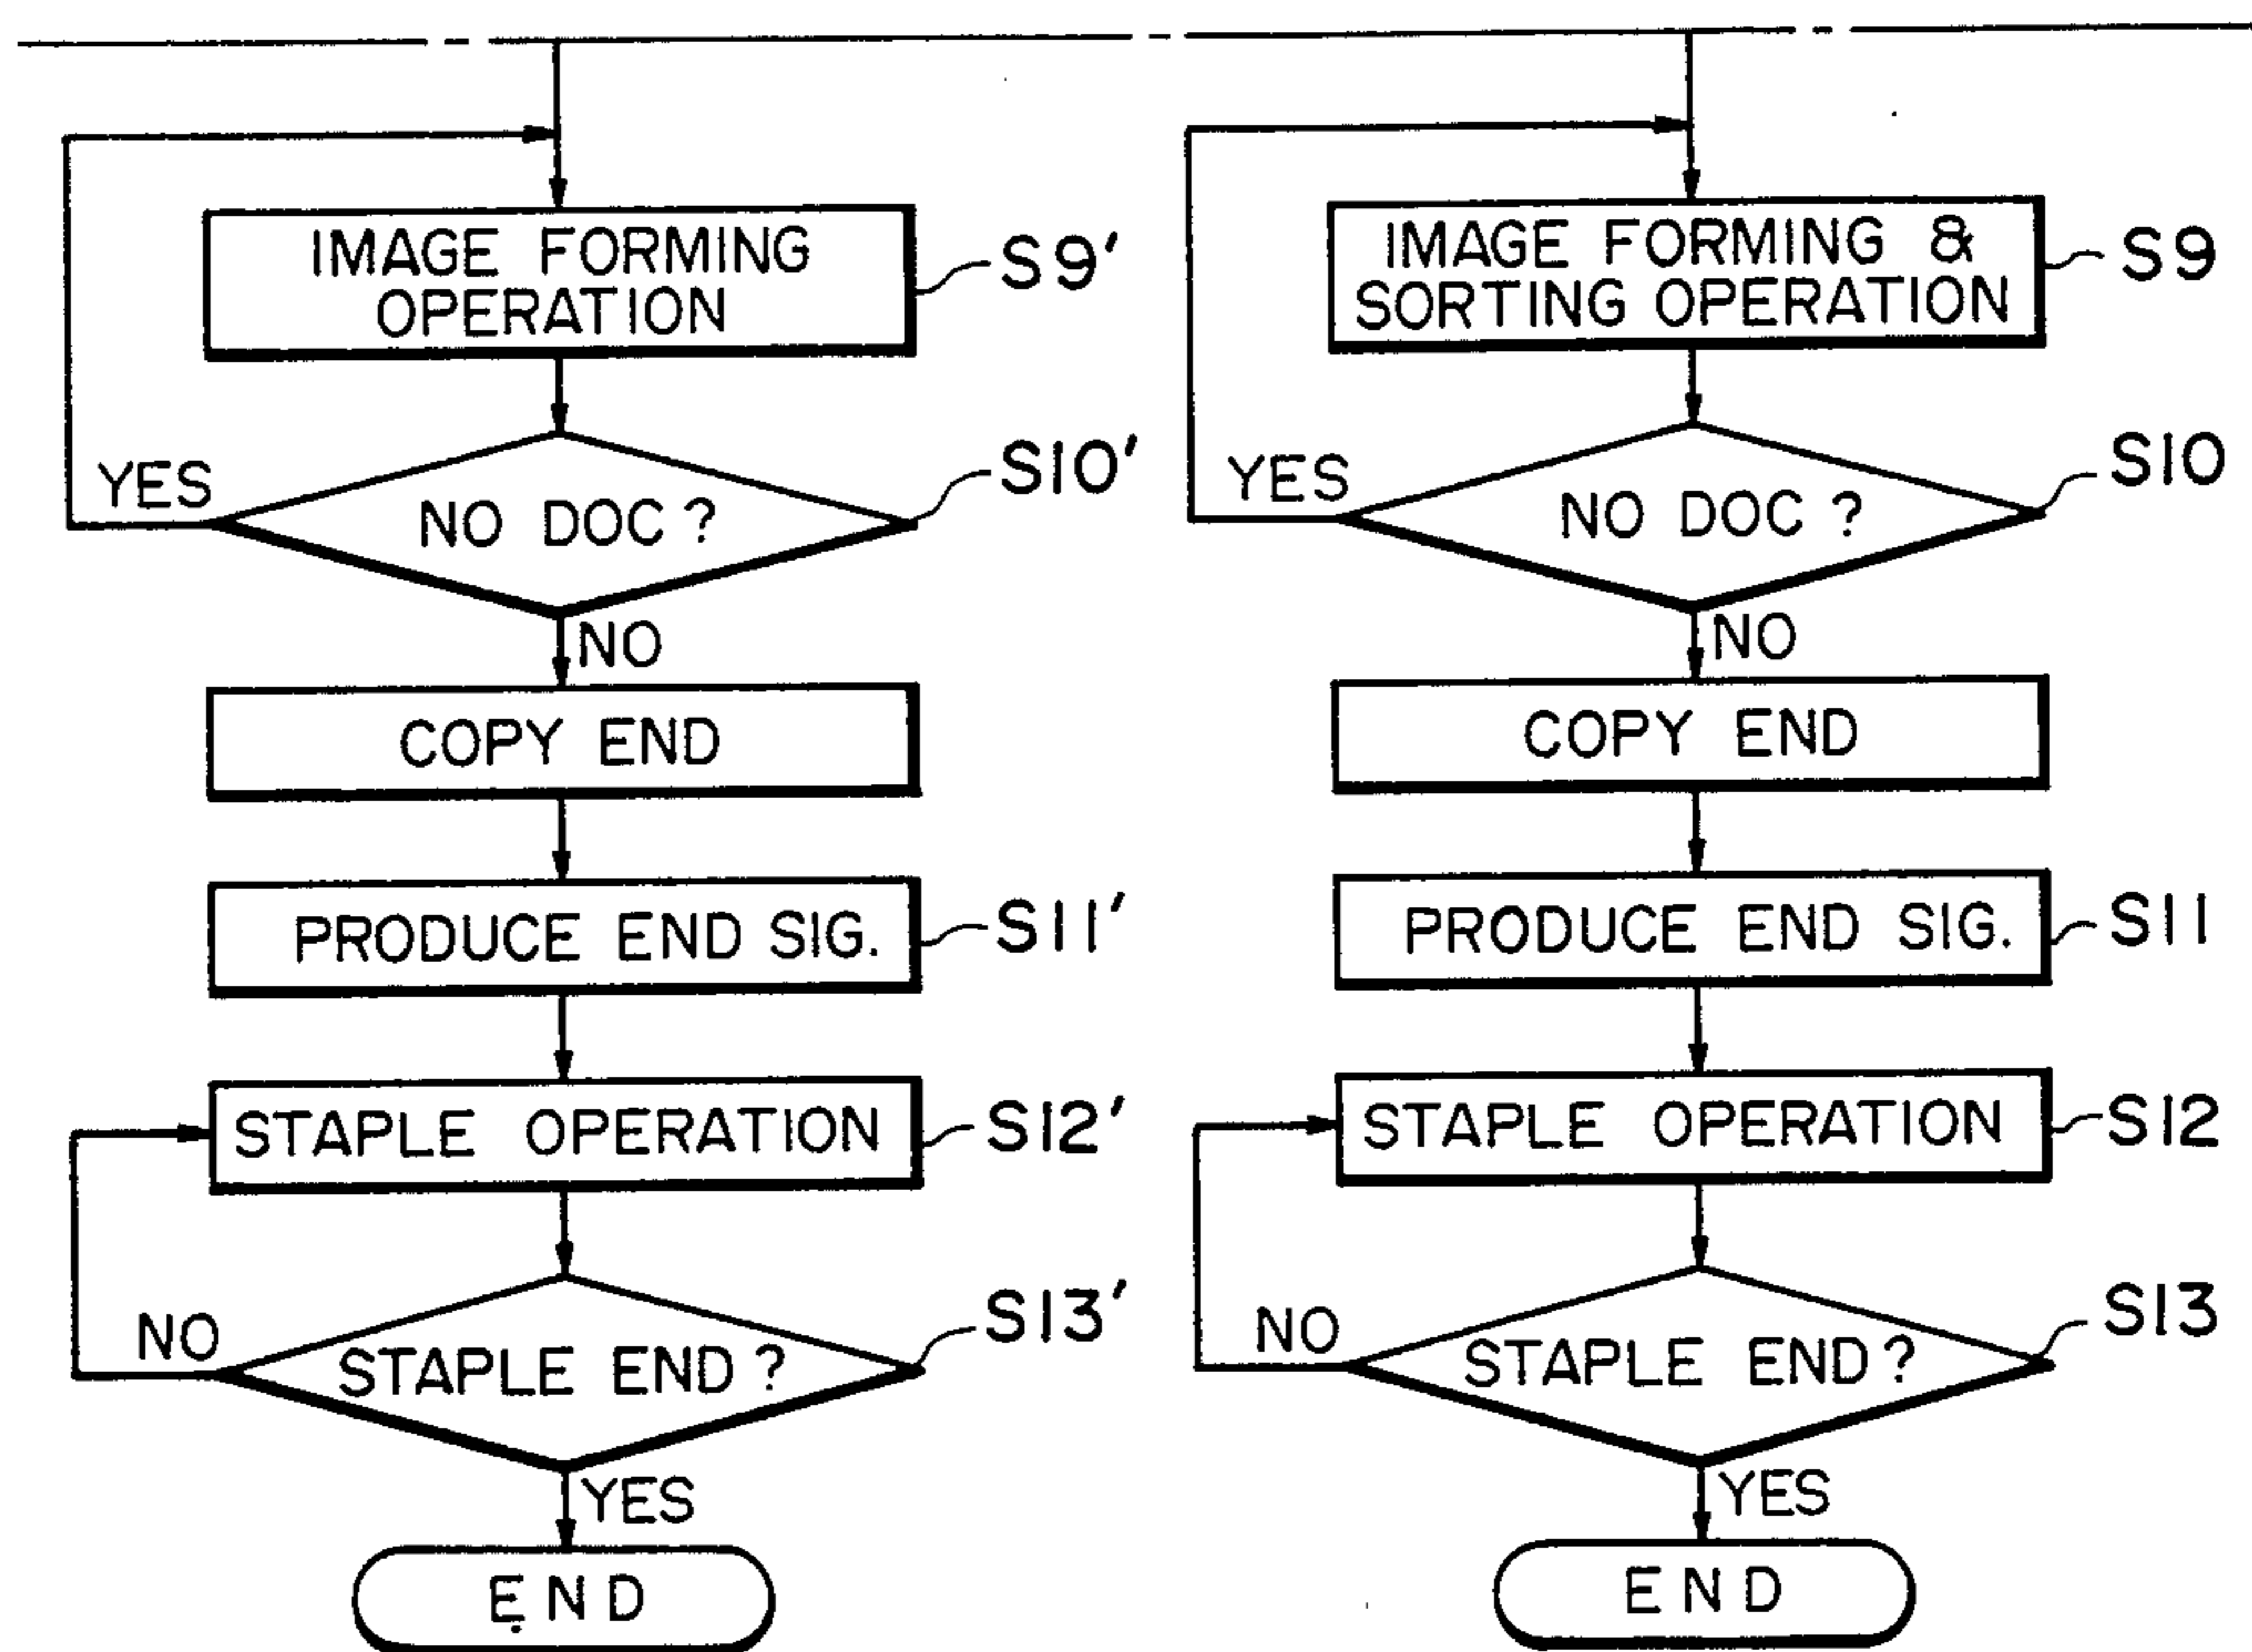 IMAGE FORMING
OPERATION
S9'
YES
NO DOC ?
S10'
NO
COPY END
PRODUCE END SIG.
S11'
STAPLE OPERATION
S12'
NO
STAPLE END ?
S13'
YES
END
IMAGE FORMING &
SORTING OPERATION
S9
YES
NO DOC ?
S10
NO
COPY END
PRODUCE END SIG.
S11
STAPLE OPERATION
S12
NO
STAPLE END ?
S13
YES
END